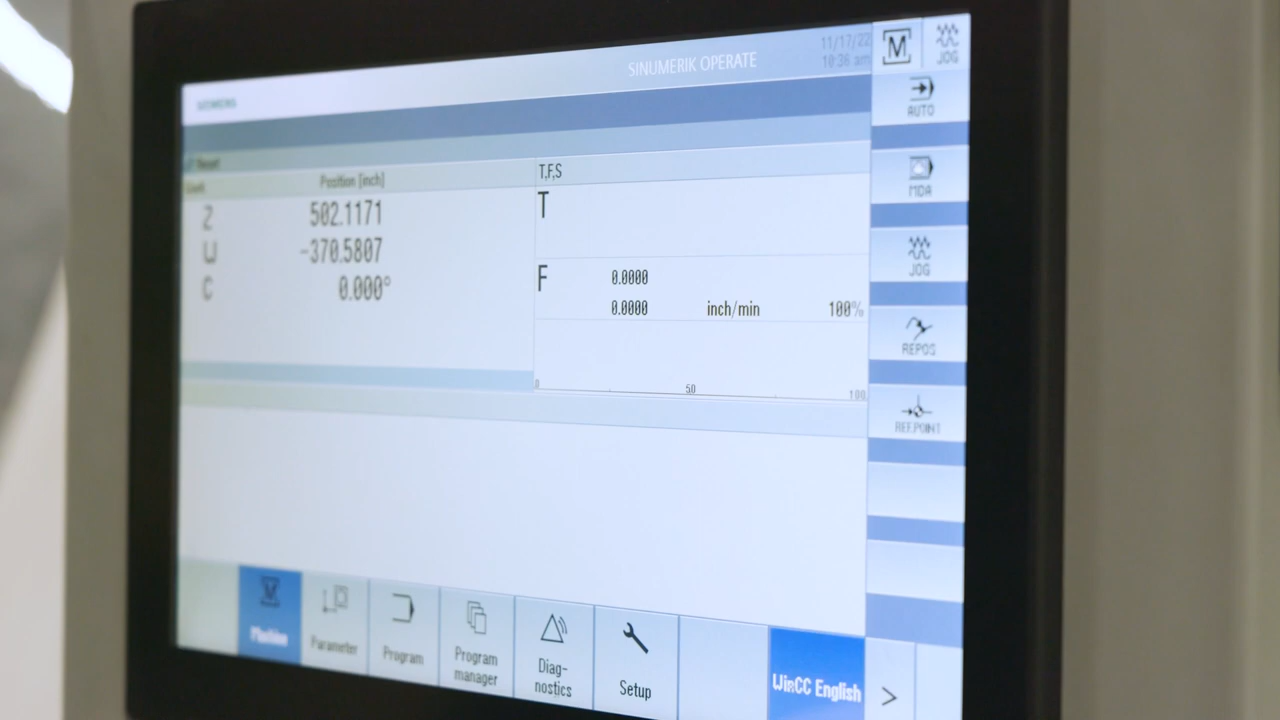 SIEMENS
SINUMERIK OPERATE
11/17/22
10:36 am
M
JOG
AUTO
Reset
Position [inch]
T,F,S
MDA
Z 502.1171
T
W -370.5807
JOG
C 0.000°
F 0.0000
0.0000 inch/min 100%
REPOS
0 50 100
REF.POINT
Machine
Parameter
Program
Program
manager
Diag-
nostics
Setup
WinCC English
>